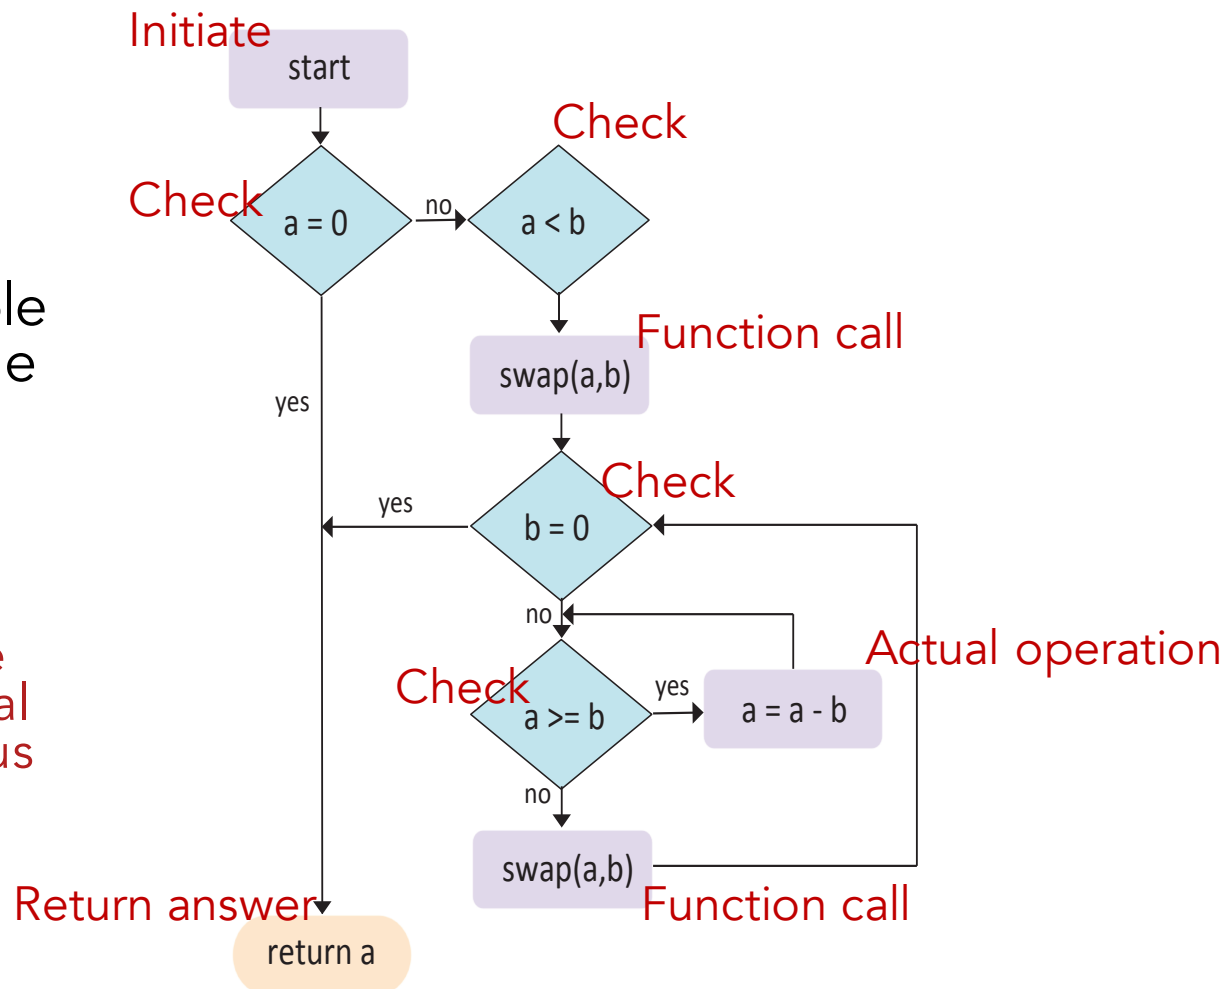 Initiate
start
Check
Check
a = 0
no
a < b
le
e
Function call
swap(a,b)
yes
Check
yes
b = 0
no
Actual operation
e
al
us
Check
yes
a >= b
a = a - b
no
swap(a,b)
Return answer
Function call
return a